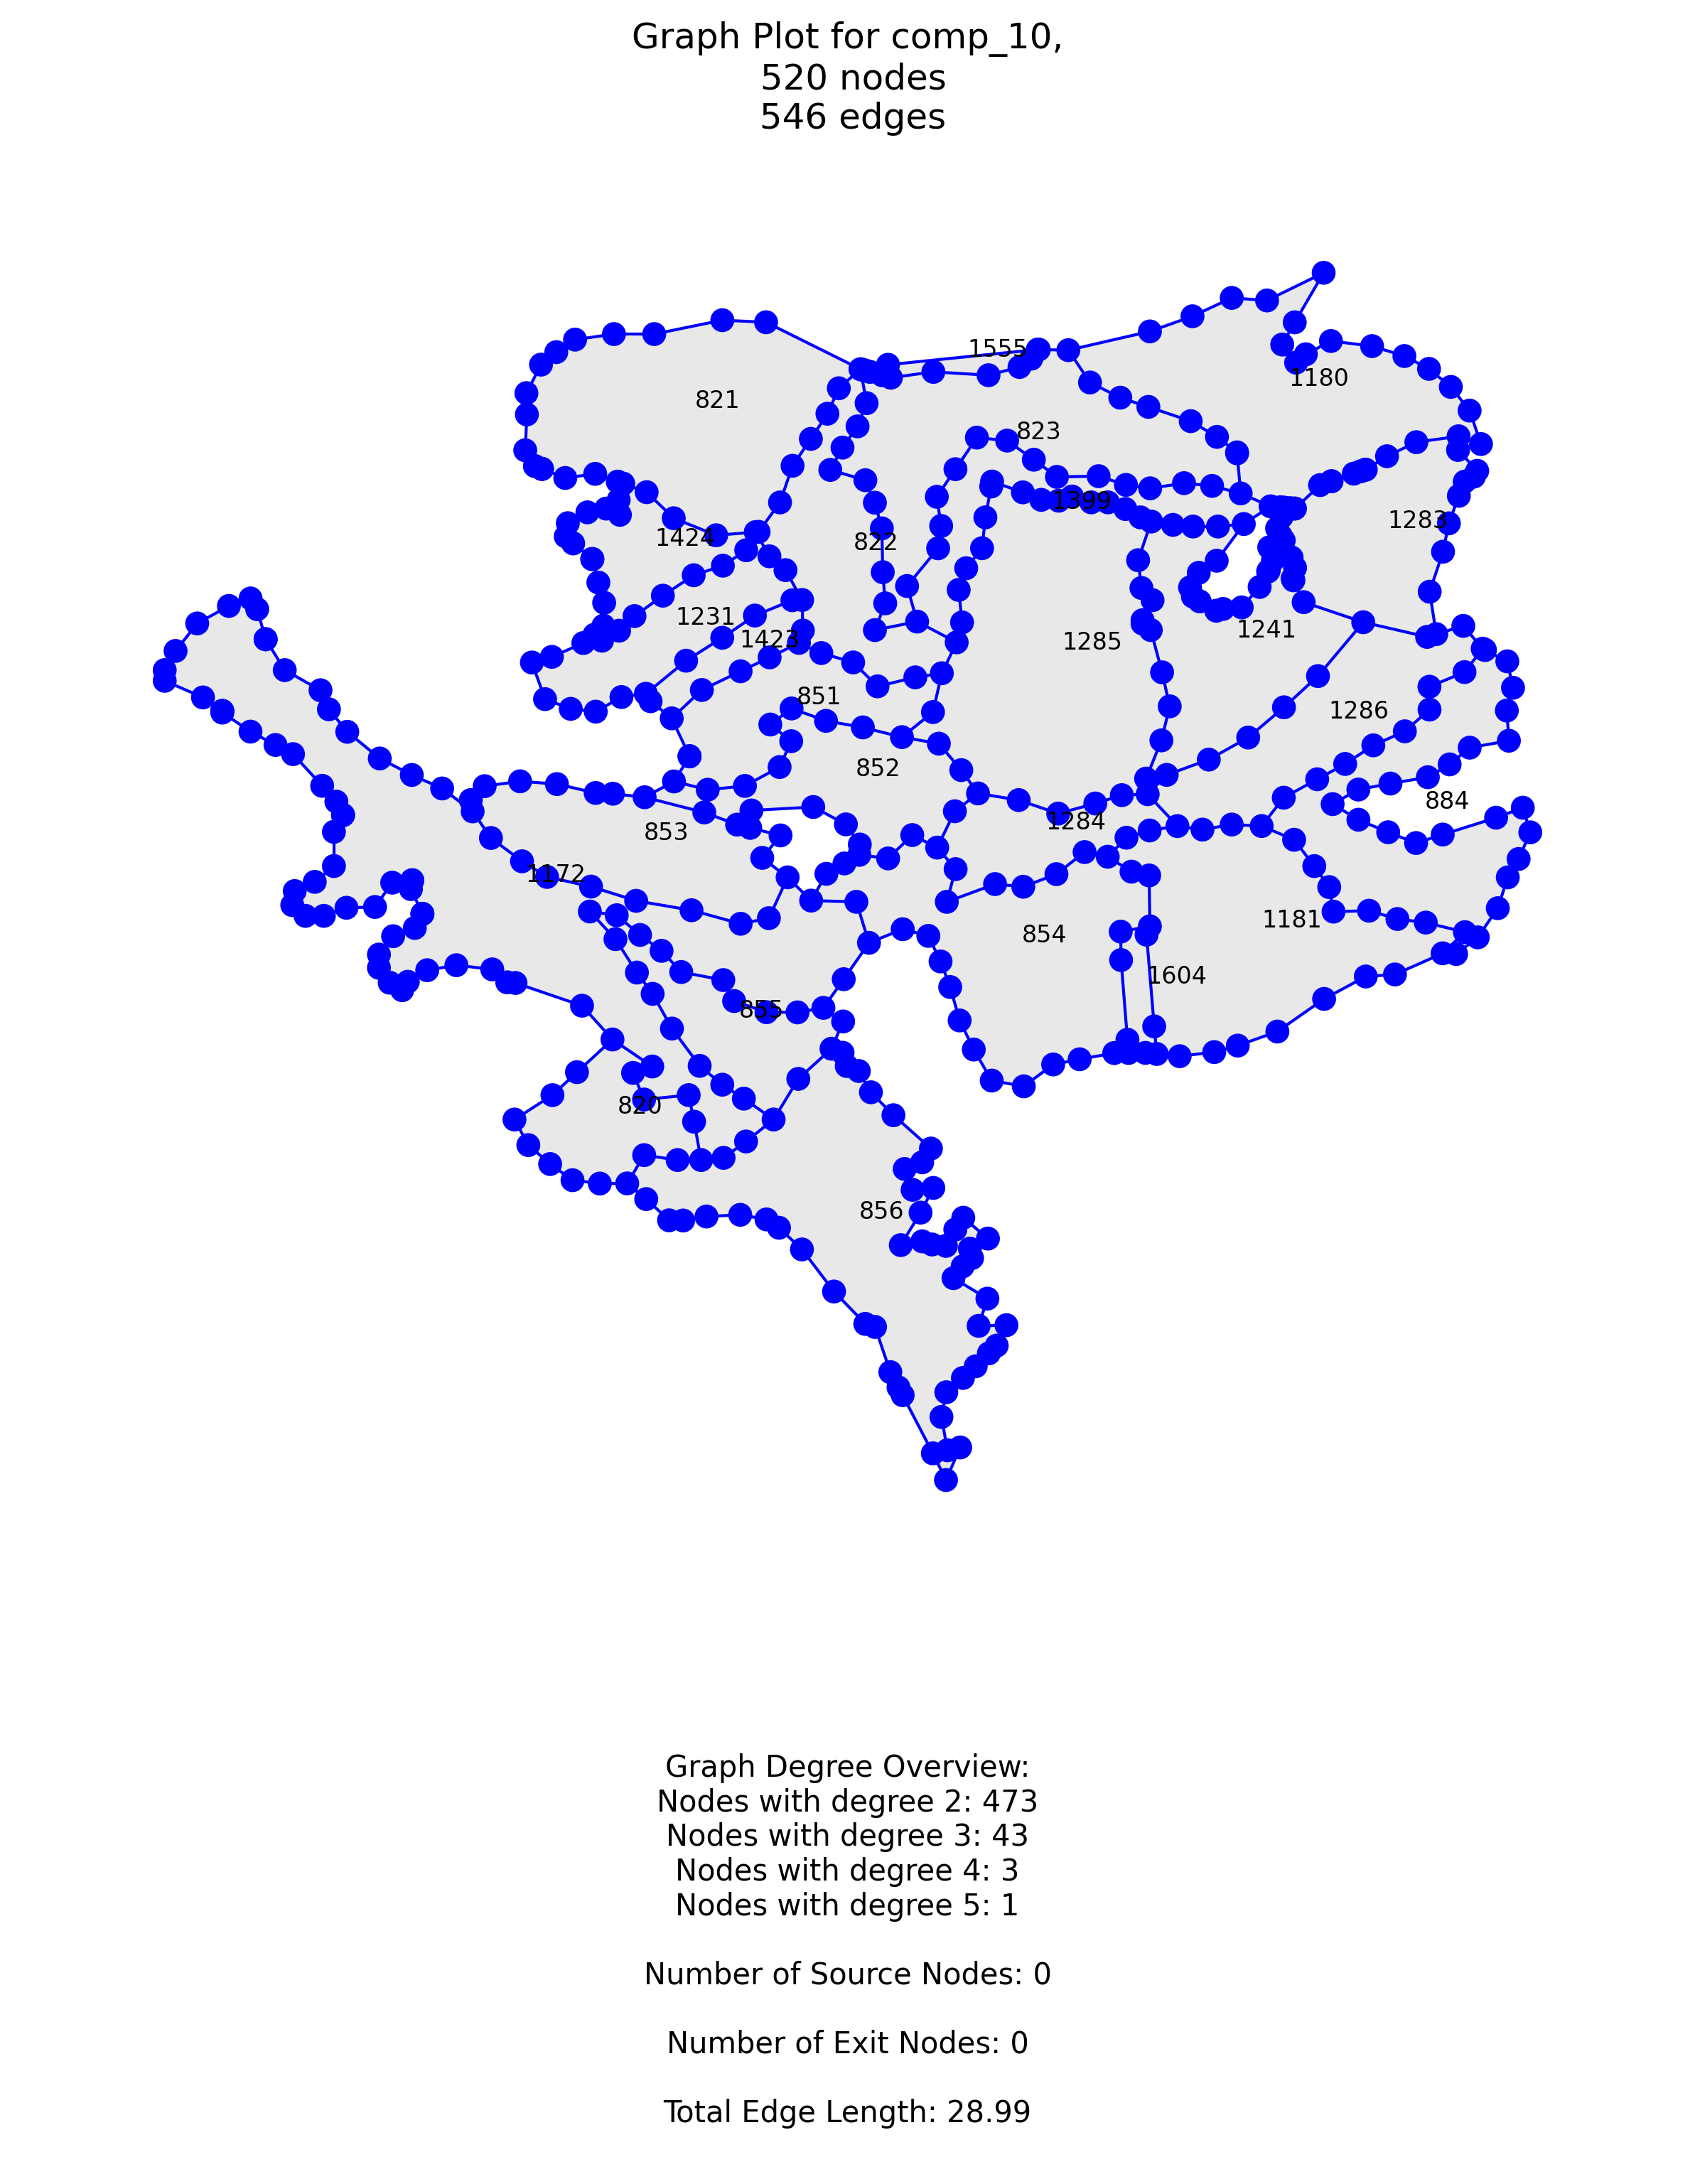 Graph Plot for comp_10,
520 nodes
546 edges
1555
1180
821
823
1399
1283
1424
822
1231
1423
1241
1285
851
1286
852
884
1284
853
1172
1181
854
1604
855
820
856
Graph Degree Overview:
Nodes with degree 2: 473
Nodes with degree 3: 43
Nodes with degree 4: 3
Nodes with degree 5: 1
Number of Source Nodes: 0
Number of Exit Nodes: 0
Total Edge Length: 28.99